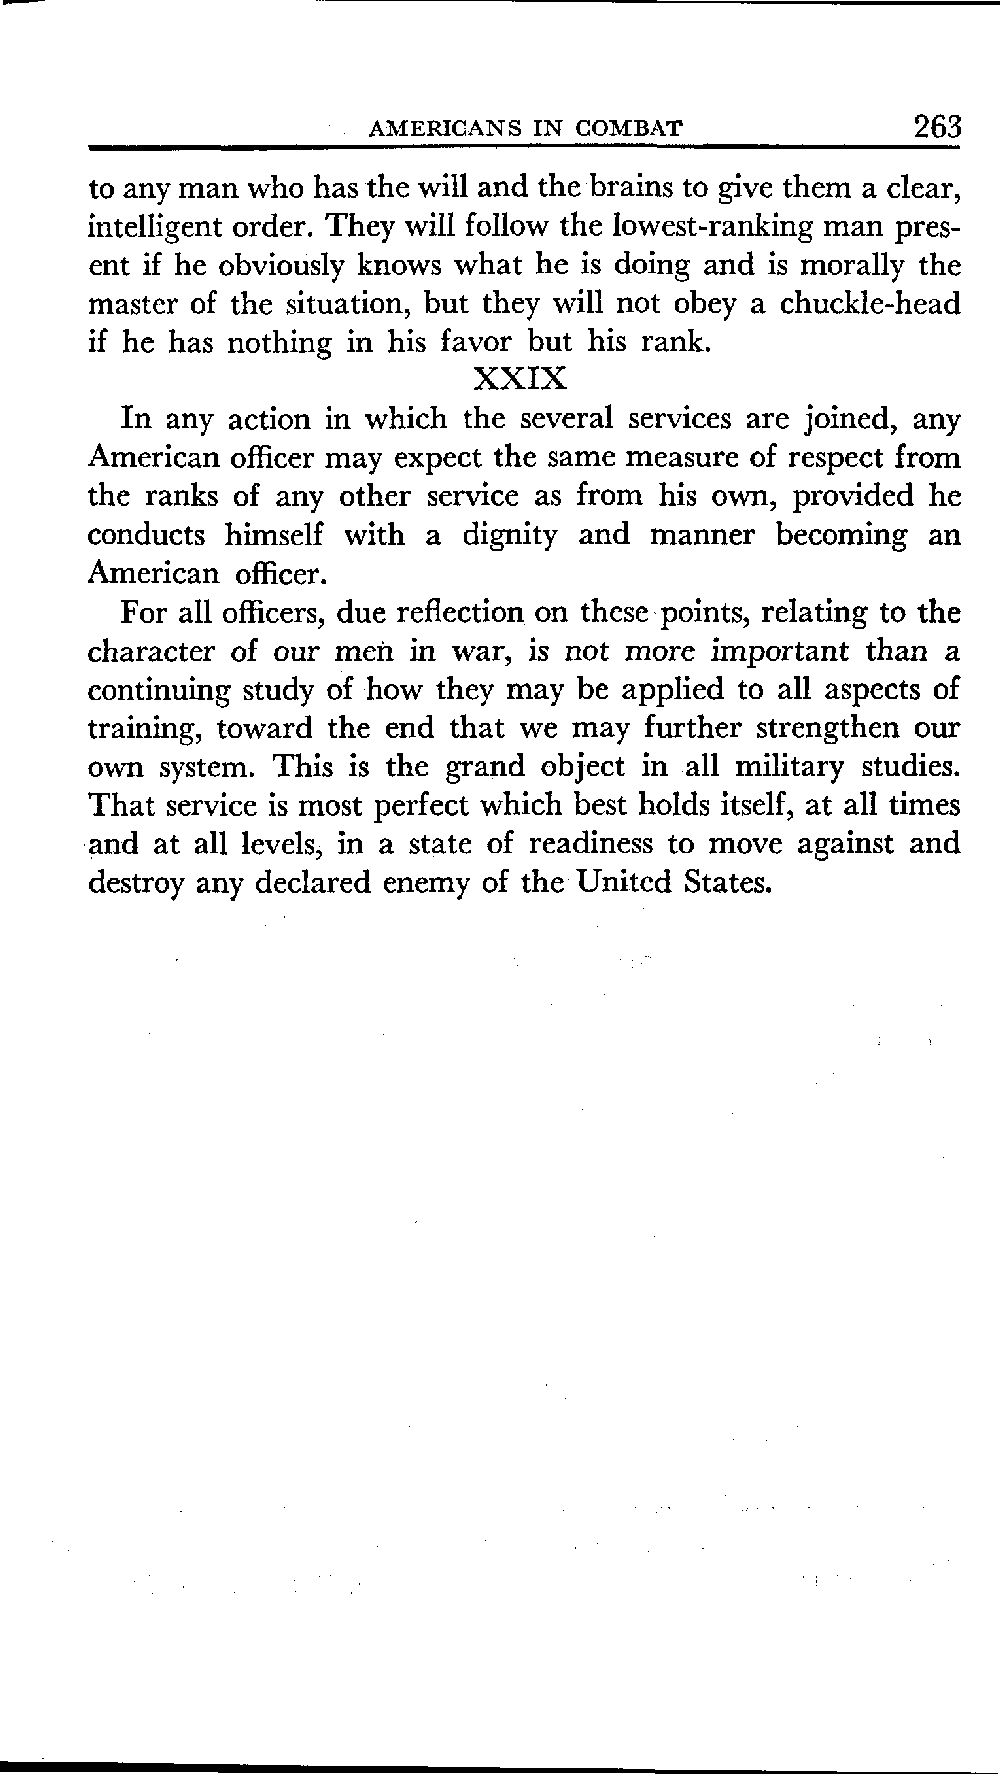 AMERICANS IN COMBAT 263
to any man who has the will and the brains to give them a clear,
intelligent order. They will follow the lowest-ranking man pres-
ent if he obviously knows what he is doing and is morally the
master of the situation, but they will not obey a chuckle-head
if he has nothing in his favor but his rank.
XXIX
In any action in which the several services are joined, any
American officer may expect the same measure of respect from
the ranks of any other service as from his own, provided he
conducts himself with a dignity and manner becoming an
American officer.
For all officers, due reflection on these points, relating to the
character of our men in war, is not more important than a
continuing study of how they may be applied to all aspects of
training, toward the end that we may further strengthen our
own system. This is the grand object in all military studies.
That service is most perfect which best holds itself, at all times
and at all levels, in a state of readiness to move against and
destroy any declared enemy of the United States.